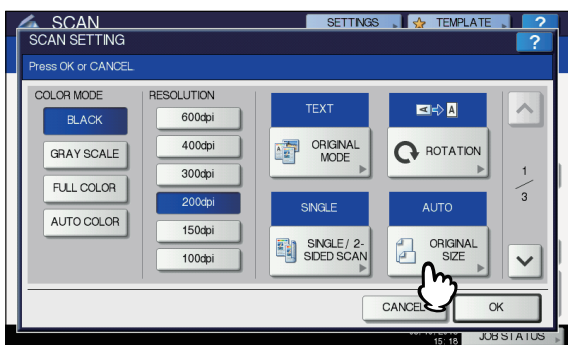 SCAN
SETTINGS
TEMPLATE
?
SCAN SETTING
?
Press OK or CANCEL
COLOR MODE
BLACK
GRAY SCALE
FULL COLOR
AUTO COLOR
RESOLUTION
600dpi
400dpi
300dpi
200dpi
150dpi
100dpi
TEXT
ORIGINAL
MODE
A
ROTATION
SINGLE
SINGLE / 2-
SIDED SCAN
AUTO
ORIGINAL
SIZE
1
3
CANCEL
OK
15: 18
JOB STATUS